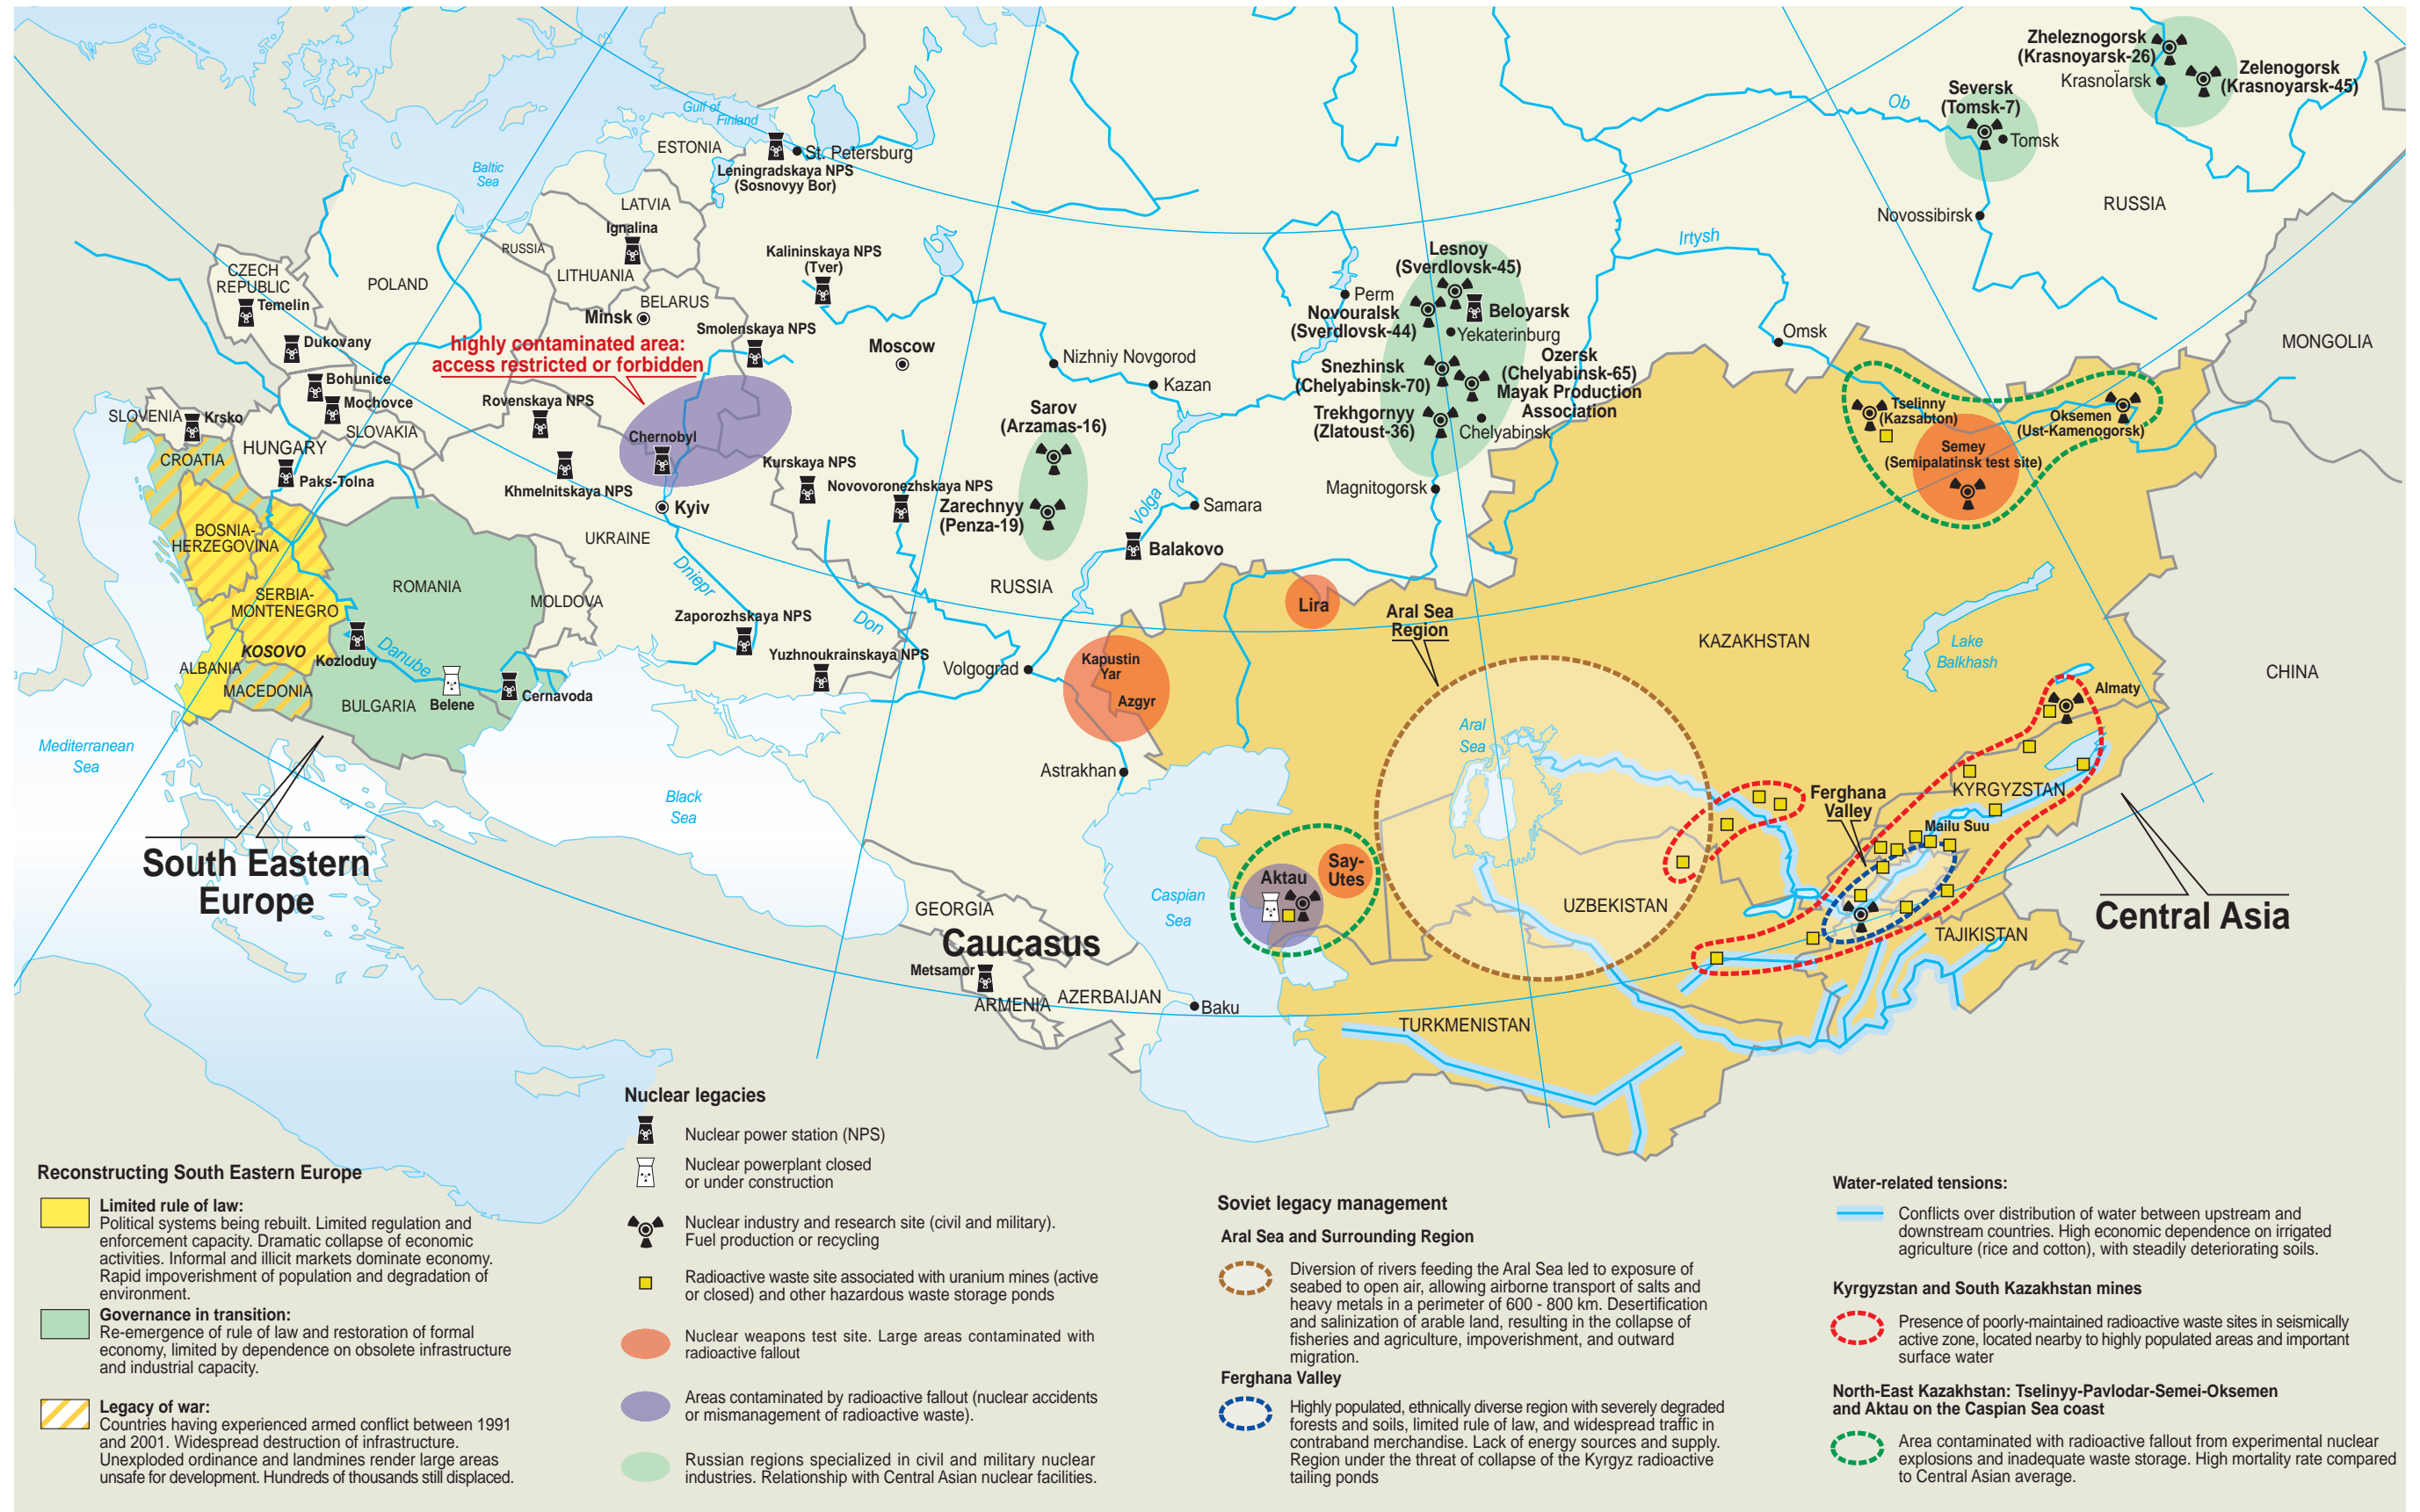 Zheleznogorsk
(Krasnoyarsk-26)
Krasnoïarsk
Zelenogorsk
(Krasnoyarsk-45)
Seversk
(Tomsk-7)
Tomsk
Ob
Novossibirsk
RUSSIA
Irtysh
Omsk
MONGOLIA
CHINA
Gulf of
Finland
ESTONIA
St. Petersburg
Leningradskaya NPS
(Sosnovyy Bor)
Baltic
Sea
LATVIA
Ignalina
RUSSIA
LITHUANIA
Kalininskaya NPS
(Tver)
CZECH
REPUBLIC
Temelin
POLAND
BELARUS
Minsk
Smolenskaya NPS
Dukovany
highly contaminated area:
access restricted or forbidden
Moscow
Nizhniy Novgorod
Kazan
Perm
Lesnoy
(Sverdlovsk-45)
Novouralsk
(Sverdlovsk-44)
Beloyarsk
Yekaterinburg
Snezhinsk
(Chelyabinsk-70)
Ozersk
(Chelyabinsk-65)
Mayak Production
Association
Trekhgornyy
(Zlatoust-36)
Chelyabinsk
Magnitogorsk
Bohunice
Mochovce
SLOVENIA
Krsko
HUNGARY
SLOVAKIA
CROATIA
Paks-Tolna
Rovenskaya NPS
Chernobyl
Khmelnitskaya NPS
Kyiv
Kurskaya NPS
Novovoronezhskaya NPS
Sarov
(Arzamas-16)
Zarechnyy
(Penza-19)
Volga
Samara
Balakovo
UKRAINE
Dniepr
Don
RUSSIA
BOSNIA-
HERZEGOVINA
SERBIA-
MONTENEGRO
ROMANIA
MOLDOVA
KOSOVO
ALBANIA
MACEDONIA
Kozloduy
Danube
BULGARIA
Belene
Cernavoda
Zaporozhskaya NPS
Yuzhnoukrainskaya NPS
Volgograd
Kapustin
Yar
Azgyr
Astrakhan
Lira
Aral Sea
Region
Aral
Sea
KAZAKHSTAN
Tselinny
(Kazsabton)
Oksemen
(Ust-Kamenogorsk)
Semey
(Semipalatinsk test site)
Lake
Balkhash
Almaty
KYRGYZSTAN
Ferghana
Valley
Mailu Suu
Mediterranean
Sea
South Eastern
Europe
Black
Sea
GEORGIA
Caucasus
Metsamor
ARMENIA
AZERBAIJAN
Baku
Caspian
Sea
Aktau
Say-
Utes
UZBEKISTAN
TURKMENISTAN
TAJIKISTAN
Central Asia
Reconstructing South Eastern Europe
Limited rule of law:
Political systems being rebuilt. Limited regulation and
enforcement capacity. Dramatic collapse of economic
activities. Informal and illicit markets dominate economy.
Rapid impoverishment of population and degradation of
environment.
Governance in transition:
Re-emergence of rule of law and restoration of formal
economy, limited by dependence on obsolete infrastructure
and industrial capacity.
Legacy of war:
Countries having experienced armed conflict between 1991
and 2001. Widespread destruction of infrastructure.
Unexploded ordinance and landmines render large areas
unsafe for development. Hundreds of thousands still displaced.
Nuclear legacies
Nuclear power station (NPS)
Nuclear powerplant closed
or under construction
Nuclear industry and research site (civil and military).
Fuel production or recycling
Radioactive waste site associated with uranium mines (active
or closed) and other hazardous waste storage ponds
Nuclear weapons test site. Large areas contaminated with
radioactive fallout
Areas contaminated by radioactive fallout (nuclear accidents
or mismanagement of radioactive waste).
Russian regions specialized in civil and military nuclear
industries. Relationship with Central Asian nuclear facilities.
Soviet legacy management
Aral Sea and Surrounding Region
Diversion of rivers feeding the Aral Sea led to exposure of
seabed to open air, allowing airborne transport of salts and
heavy metals in a perimeter of 600 - 800 km. Desertification
and salinization of arable land, resulting in the collapse of
fisheries and agriculture, impoverishment, and outward
migration.
Ferghana Valley
Highly populated, ethnically diverse region with severely degraded
forests and soils, limited rule of law, and widespread traffic in
contraband merchandise. Lack of energy sources and supply.
Region under the threat of collapse of the Kyrgyz radioactive
tailing ponds
Water-related tensions:
Conflicts over distribution of water between upstream and
downstream countries. High economic dependence on irrigated
agriculture (rice and cotton), with steadily deteriorating soils.
Kyrgyzstan and South Kazakhstan mines
Presence of poorly-maintained radioactive waste sites in seismically
active zone, located nearby to highly populated areas and important
surface water
North-East Kazakhstan: Tselinyy-Pavlodar-Semei-Oksemen
and Aktau on the Caspian Sea coast
Area contaminated with radioactive fallout from experimental nuclear
explosions and inadequate waste storage. High mortality rate compared
to Central Asian average.